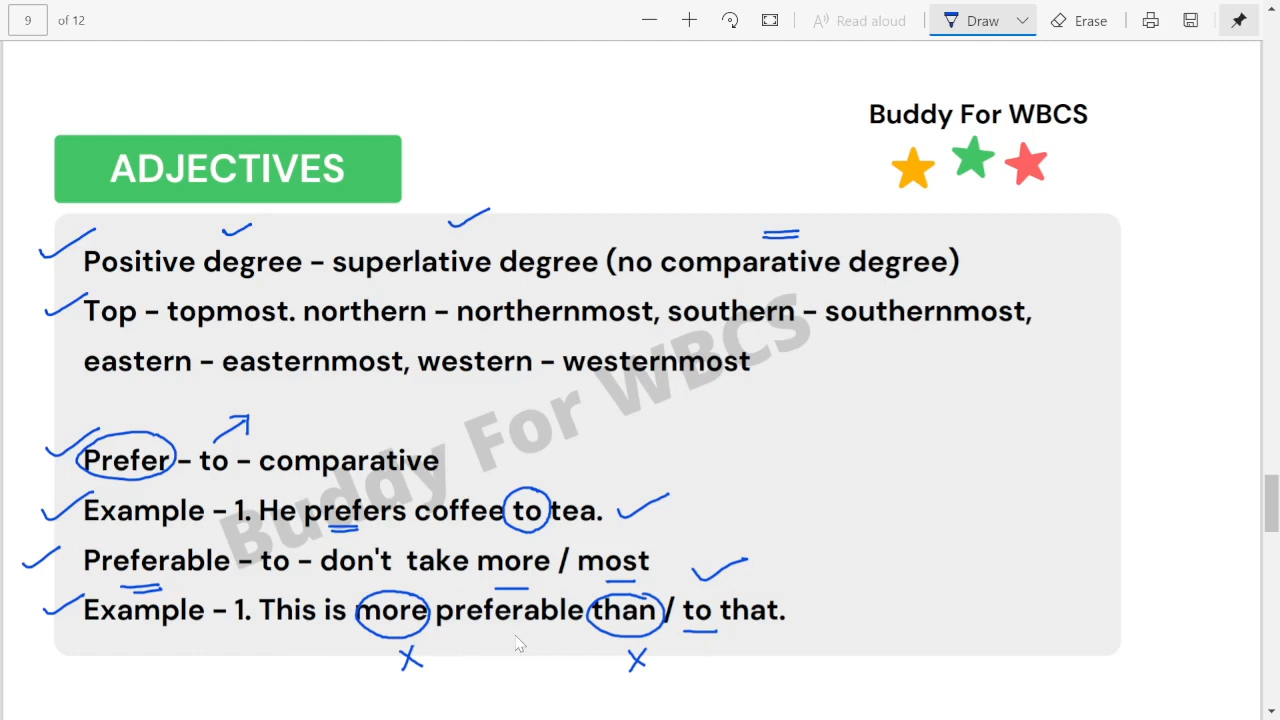 9 of 12 Read aloud Draw Erase
Buddy For WBCS
ADJECTIVES
Positive degree - superlative degree (no comparative degree)
Top - topmost. northern - northernmost, southern - southernmost,
eastern - easternmost, western - westernmost
Prefer - to - comparative
Example - 1. He prefers coffee to tea.
Preferable - to - don't take more / most
Example - 1. This is more preferable than / to that.
Buddy For WBCS